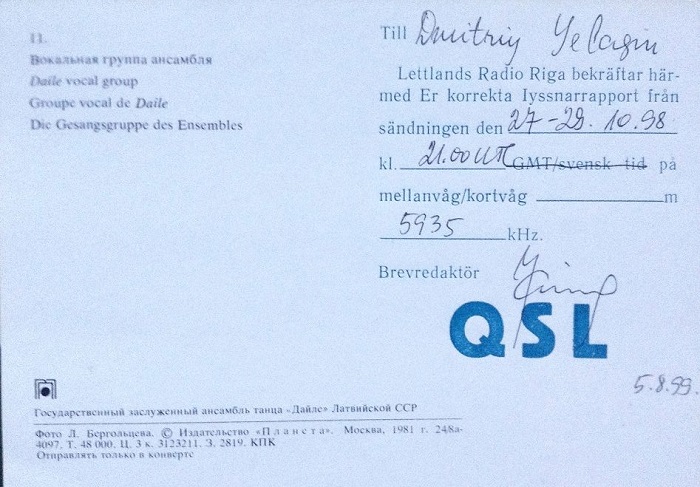 11.
Вокальная группа ансамбля
Daile vocal group
Groupe vocal de Daile
Die Gesangsgruppe des Ensembles
Till Dmitriy Yelagin
Lettlands Radio Riga bekräftar här-
med Er korrekta lyssnarrapport från
sändningen den 27-29.10.98
kl. 21.00 UTC GMT/svensk tid på
mellanvåg/kortvåg m
5935 kHz.
Brevredaktör
QSL
5.8.99.
Государственный заслуженный ансамбль танца «Дайле» Латвийской ССР
Фото Л. Бергольцева. © Издательство «Планета». Москва, 1981 г. 248а-
4097. Т. 48 000. Ц. 3 к. 3123211. З. 2819. КПК
Отправлять только в конверте